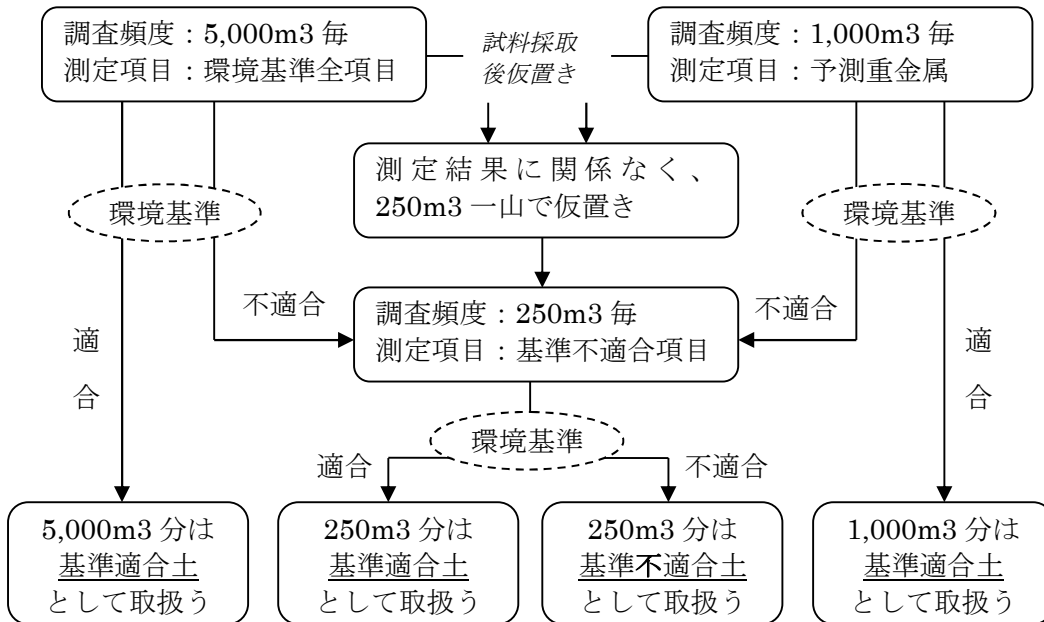 調査頻度：5,000m3 毎
測定項目：環境基準全項目
試料採取
後仮置き
調査頻度：1,000m3 毎
測定項目：予測重金属
測定結果に関係なく、
250m3 一山で仮置き
環境基準
環境基準
不適合
調査頻度：250m3 毎
測定項目：基準不適合項目
不適合
適
合
適
合
環境基準
適合
不適合
5,000m3 分は
基準適合土
として取扱う
250m3 分は
基準適合土
として取扱う
250m3 分は
基準不適合土
として取扱う
1,000m3 分は
基準適合土
として取扱う